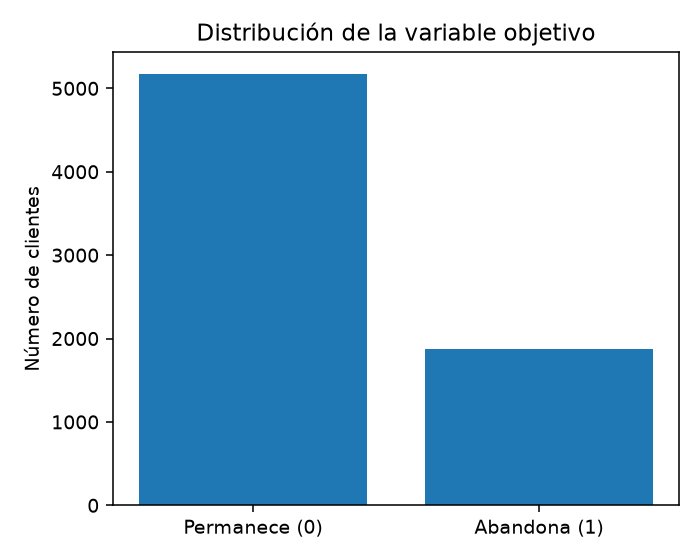 Distribución de la variable objetivo
Número de clientes
5000
4000
3000
2000
1000
0
Permanece (0)
Abandona (1)